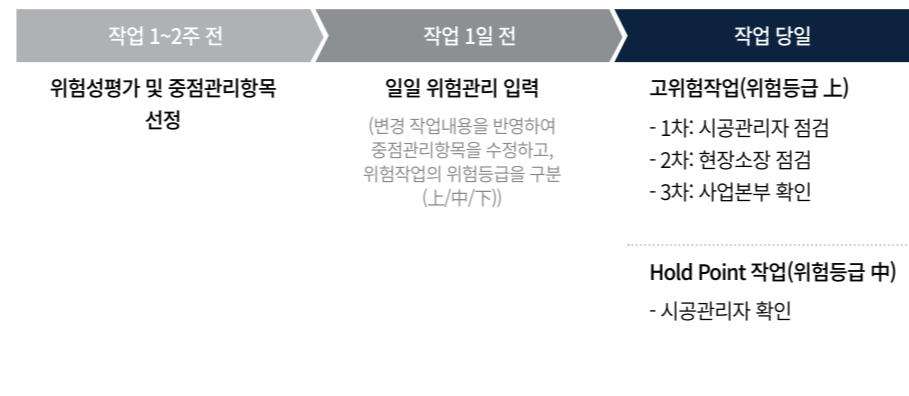 작업 1~2주 전
작업 1일 전
작업 당일
위험성평가 및 중점관리항목
선정
일일 위험관리 입력
(변경 작업내용을 반영하여
중점관리항목을 수정하고,
위험작업의 위험등급을 구분
(上/中/下))
고위험작업(위험등급 上)
- 1차: 시공관리자 점검
- 2차: 현장소장 점검
- 3차: 사업본부 확인
Hold Point 작업(위험등급 中)
- 시공관리자 확인